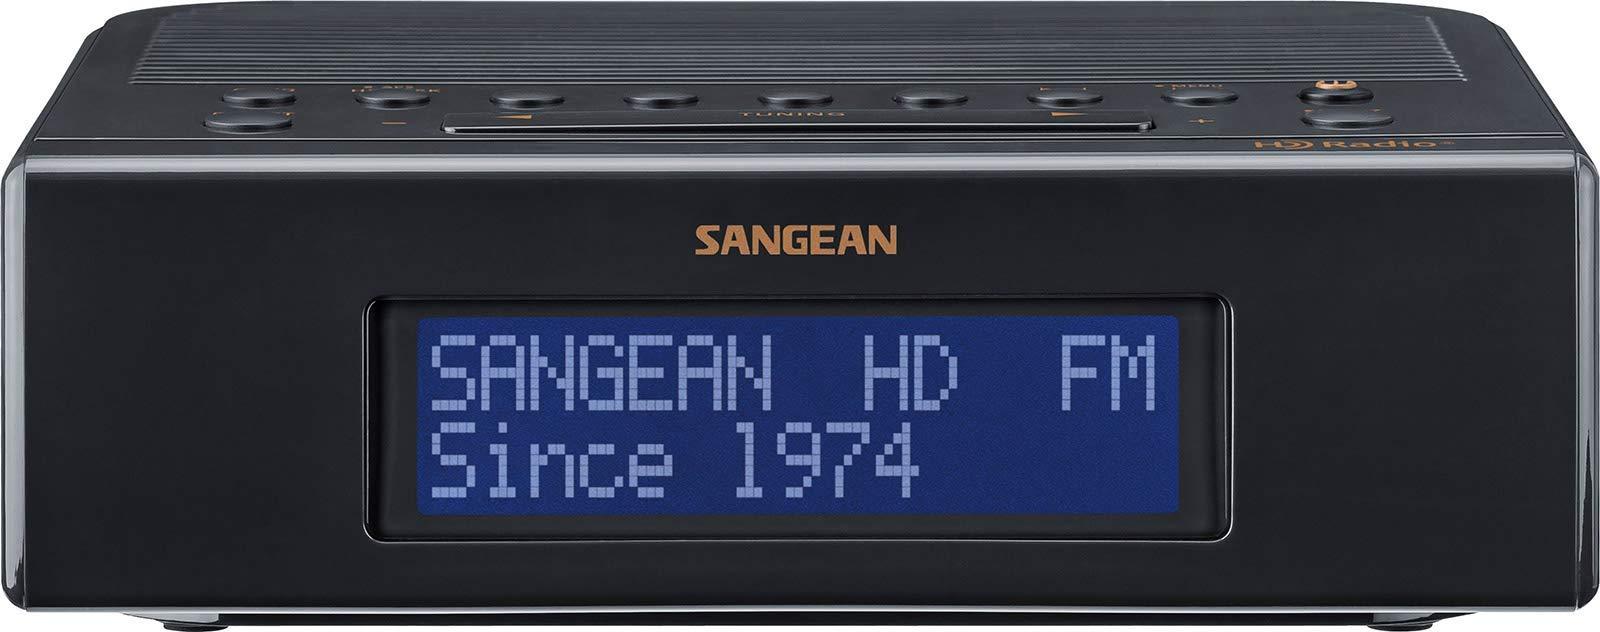 MENU
− ◄ TUNING ► +
HD Radio®
SANGEAN
SANGEAN HD FM
Since 1974